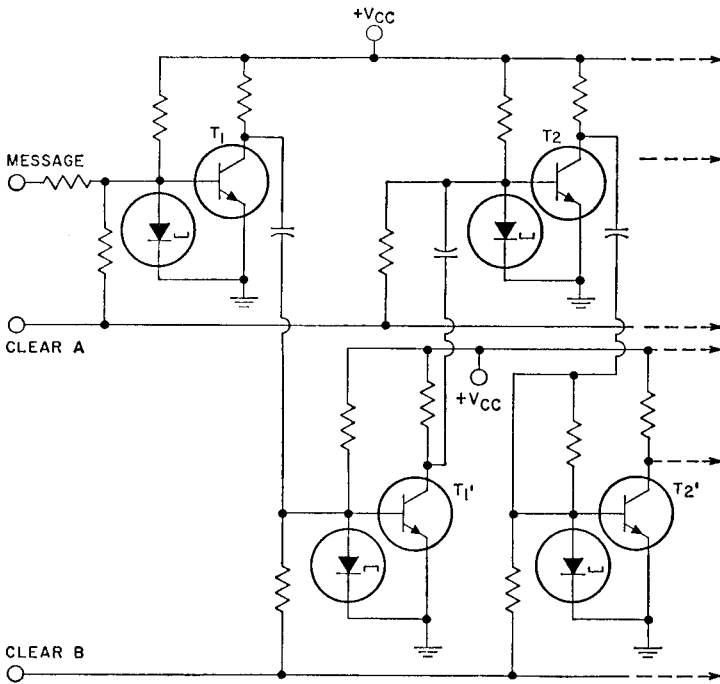 +VCC
T1
T2
MESSAGE
CLEAR A
+VCC
T1'
T2'
CLEAR B